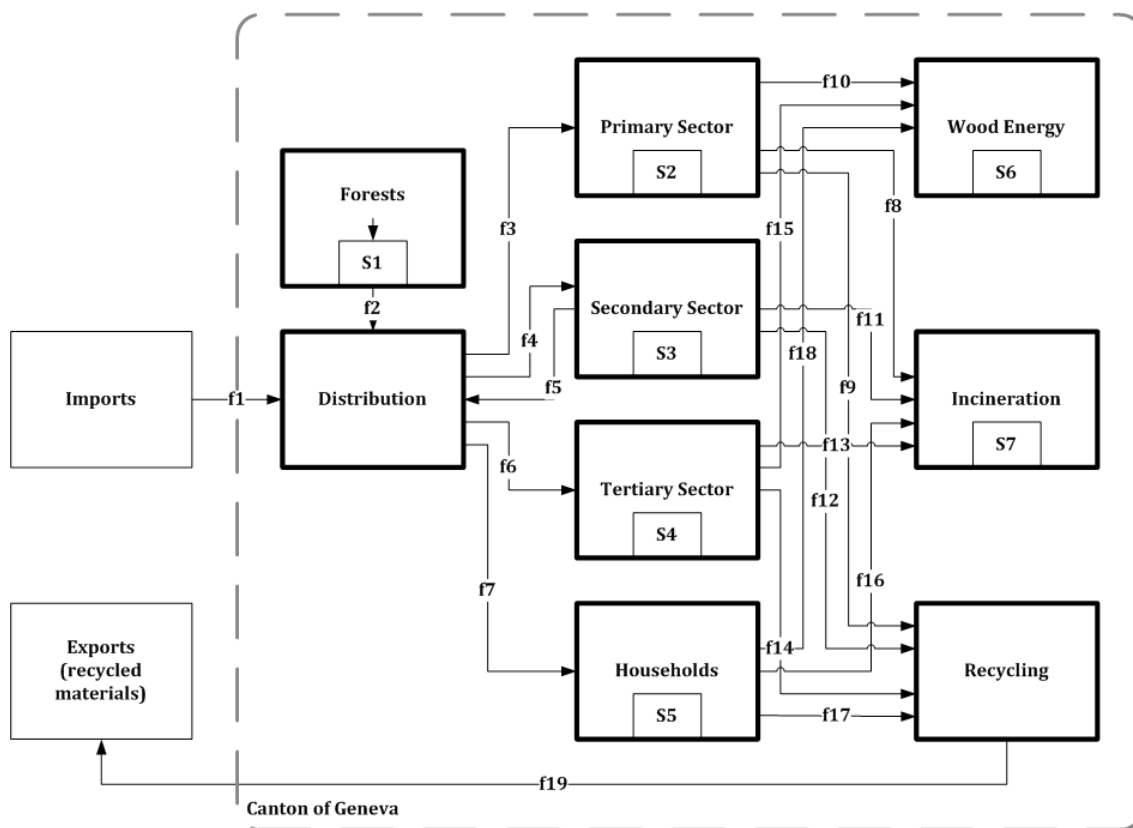 f10
Primary Sector
Wood Energy
S2
S6
Forests
f8
f3
f15
S1
f2
Secondary Sector
f11
f4
S3
f18
f5
f9
Imports
f1
Distribution
Incineration
f13
S7
f6
Tertiary Sector
f12
S4
f16
f7
Exports
(recycled
materials)
f14
Households
Recycling
S5
f17
f19
Canton of Geneva